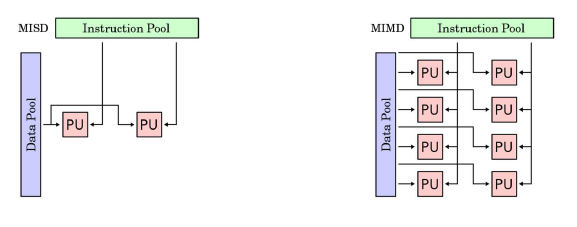 MISD
Instruction Pool
Data Pool
PU
PU
MIMD
Instruction Pool
Data Pool
PU
PU
PU
PU
PU
PU
PU
PU